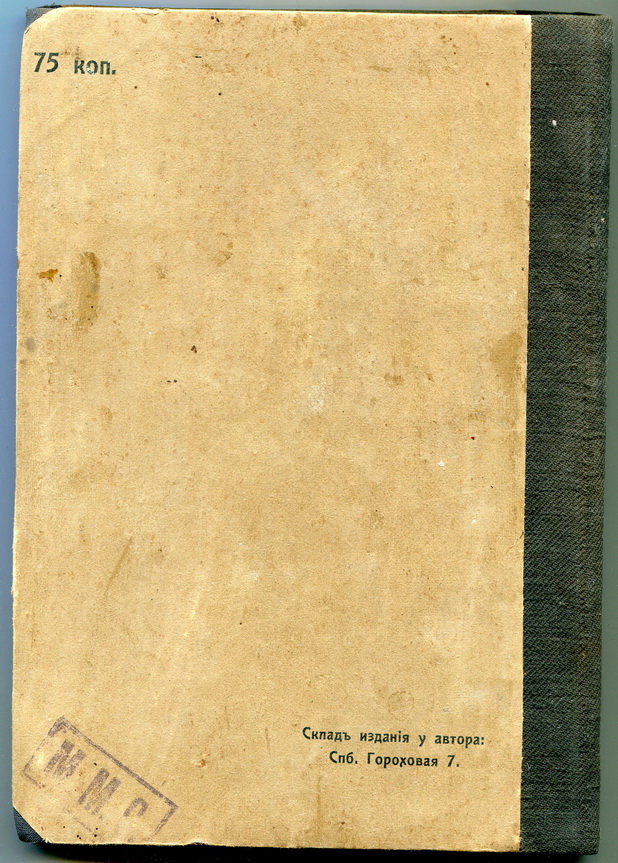 75 коп.
Складъ изданія у автора:
Спб. Гороховая 7.
М. М. С.